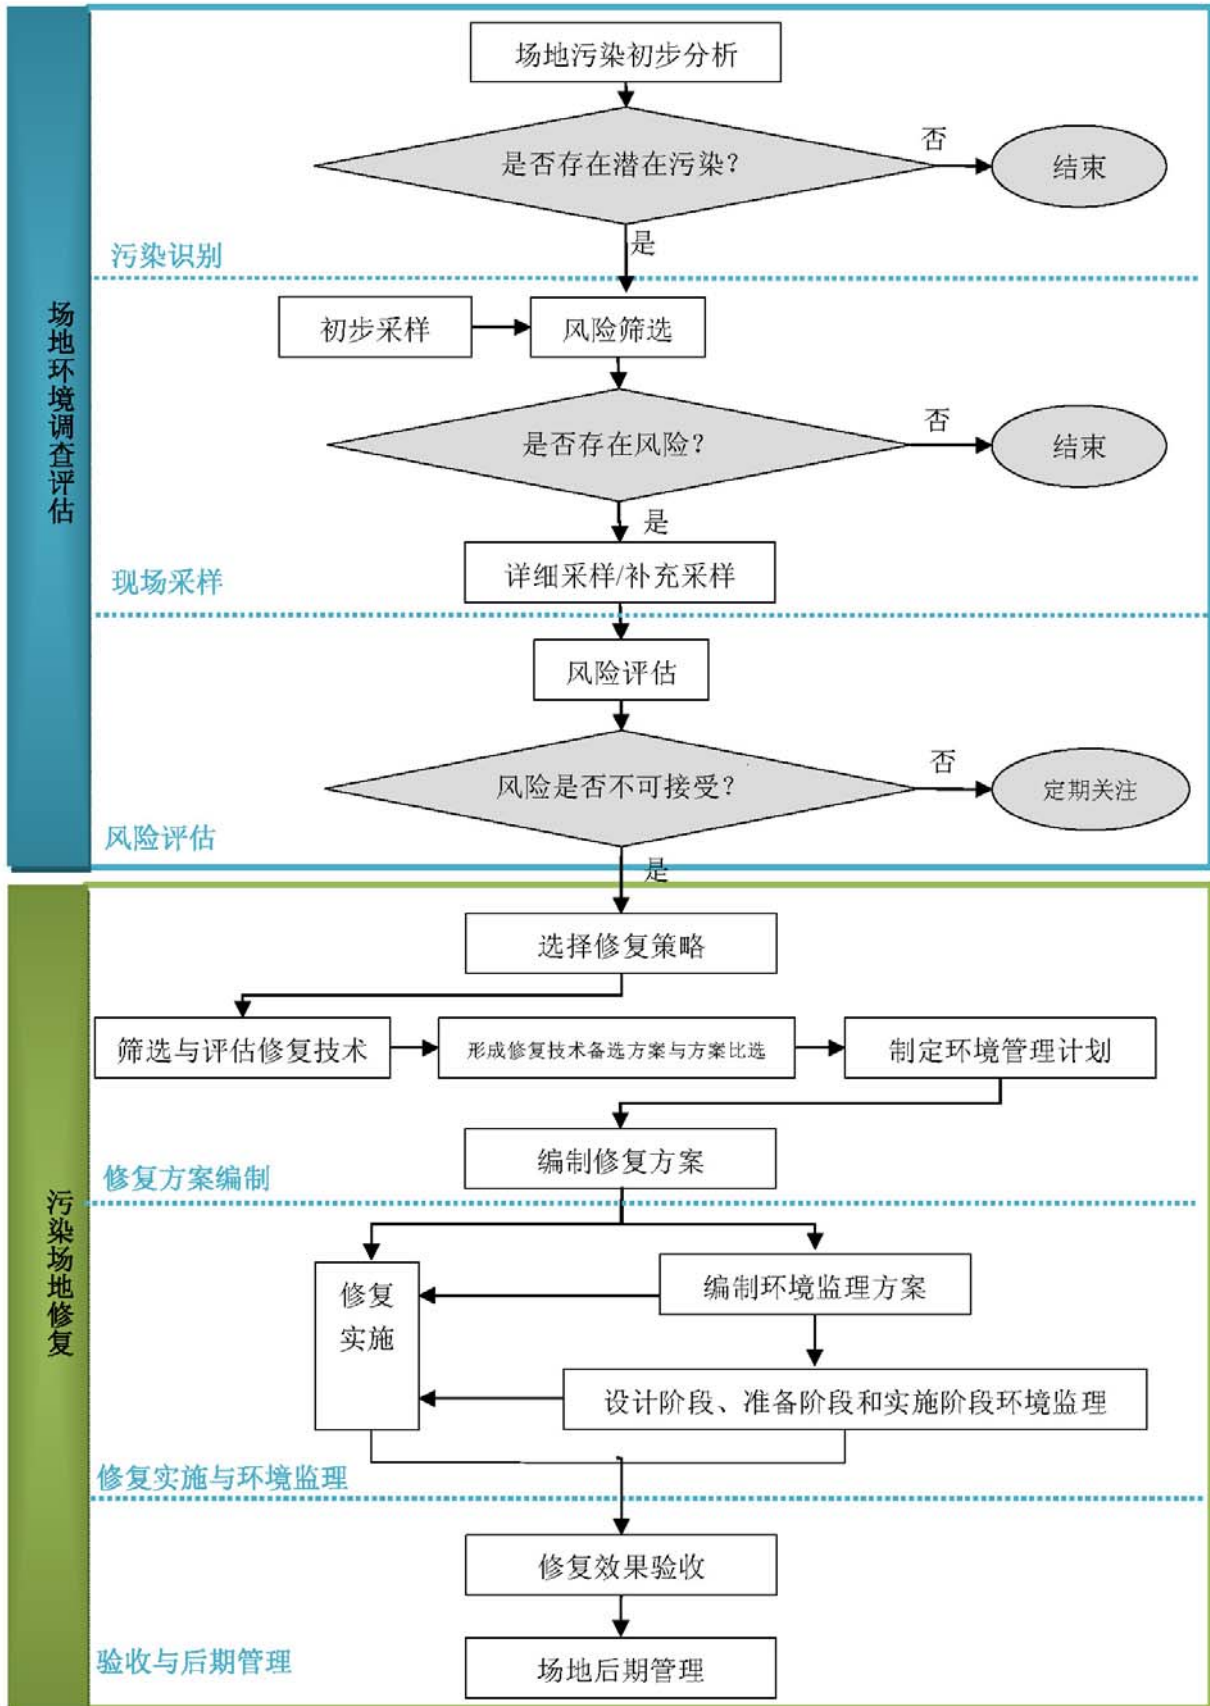 场地环境调查评估
场地污染初步分析
是否存在潜在污染？
否
结束
是
污染识别
初步采样
风险筛选
是否存在风险？
否
结束
是
详细采样/补充采样
现场采样
风险评估
风险是否不可接受？
否
定期关注
风险评估
是
污染场地修复
选择修复策略
筛选与评估修复技术
形成修复技术备选方案与方案比选
制定环境管理计划
编制修复方案
修复方案编制
修复
实施
编制环境监理方案
设计阶段、准备阶段和实施阶段环境监理
修复实施与环境监理
修复效果验收
场地后期管理
验收与后期管理